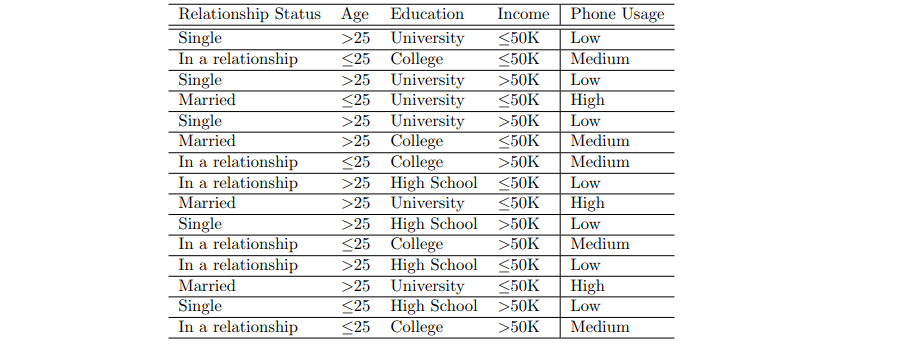 Relationship Status Age Education Income Phone Usage
Single >25 University ≤50K Low
In a relationship ≤25 College ≤50K Medium
Single >25 University >50K Low
Married ≤25 University ≤50K High
Single >25 University >50K Low
Married >25 College ≤50K Medium
In a relationship ≤25 College >50K Medium
In a relationship >25 High School ≤50K Low
Married >25 University ≤50K High
Single >25 High School >50K Low
In a relationship ≤25 College >50K Medium
In a relationship >25 High School ≤50K Low
Married >25 University ≤50K High
Single ≤25 High School >50K Low
In a relationship ≤25 College >50K Medium